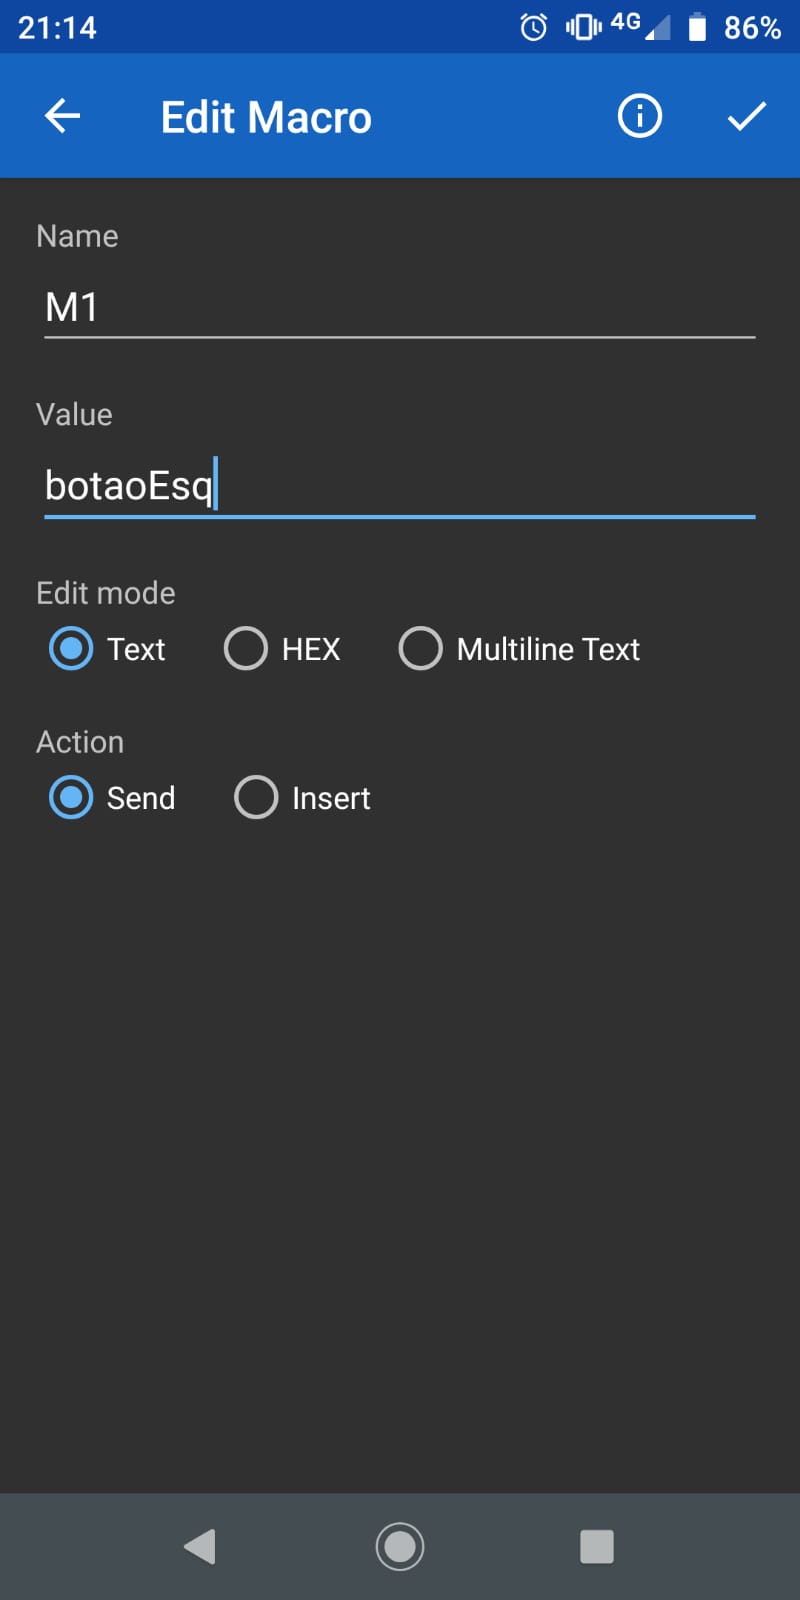 21:14 4G 86%
Edit Macro
Name
M1
Value
botaoEsq
Edit mode
Text HEX Multiline Text
Action
Send Insert